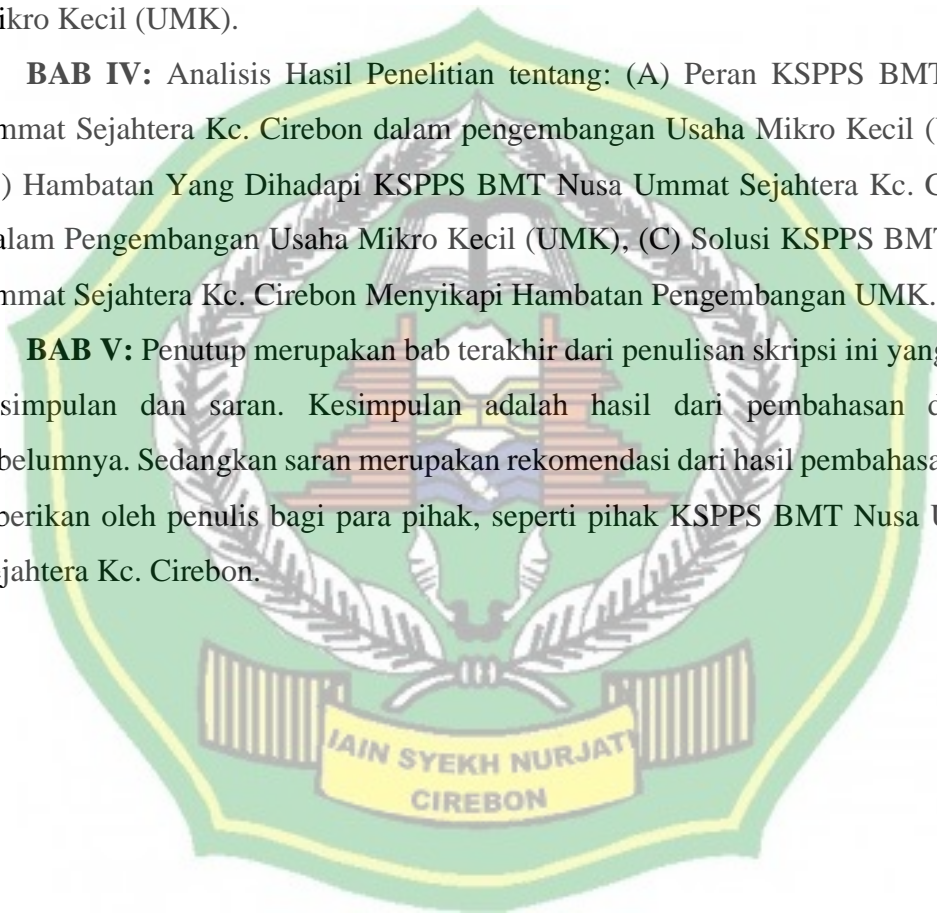 ikro Kecil (UMK).
BAB IV: Analisis Hasil Penelitian tentang: (A) Peran KSPPS BMT
mmat Sejahtera Kc. Cirebon dalam pengembangan Usaha Mikro Kecil (
) Hambatan Yang Dihadapi KSPPS BMT Nusa Ummat Sejahtera Kc. C
alam Pengembangan Usaha Mikro Kecil (UMK), (C) Solusi KSPPS BMT
mmat Sejahtera Kc. Cirebon Menyikapi Hambatan Pengembangan UMK.
BAB V: Penutup merupakan bab terakhir dari penulisan skripsi ini yang
simpulan dan saran. Kesimpulan adalah hasil dari pembahasan d
belumnya. Sedangkan saran merupakan rekomendasi dari hasil pembahasa
berikan oleh penulis bagi para pihak, seperti pihak KSPPS BMT Nusa U
ejahtera Kc. Cirebon.
IAIN SYEKH NURJATI
CIREBON